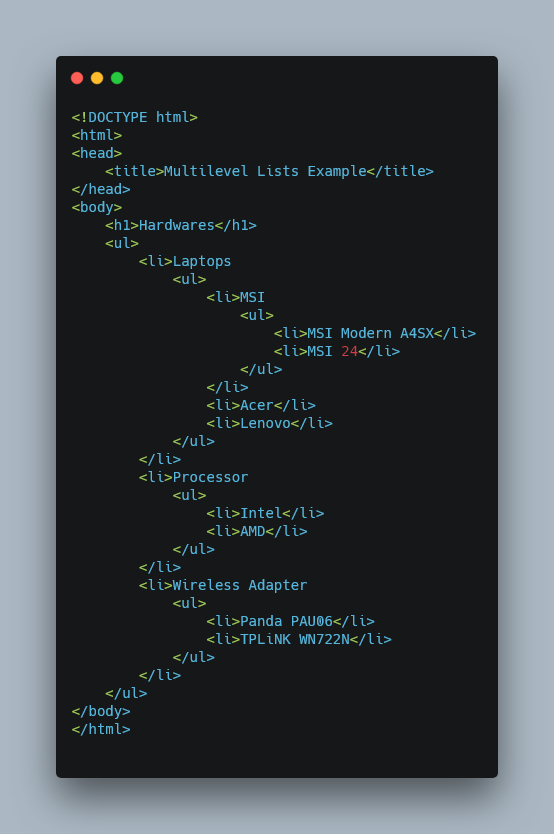 <!DOCTYPE html>
<html>
<head>
    <title>Multilevel Lists Example</title>
</head>
<body>
    <h1>Hardwares</h1>
    <ul>
        <li>Laptops
            <ul>
                <li>MSI
                    <ul>
                        <li>MSI Modern A4SX</li>
                        <li>MSI 24</li>
                    </ul>
                </li>
                <li>Acer</li>
                <li>Lenovo</li>
            </ul>
        </li>
        <li>Processor
            <ul>
                <li>Intel</li>
                <li>AMD</li>
            </ul>
        </li>
        <li>Wireless Adapter
            <ul>
                <li>Panda PAU06</li>
                <li>TPLiNK WN722N</li>
            </ul>
        </li>
    </ul>
</body>
</html>